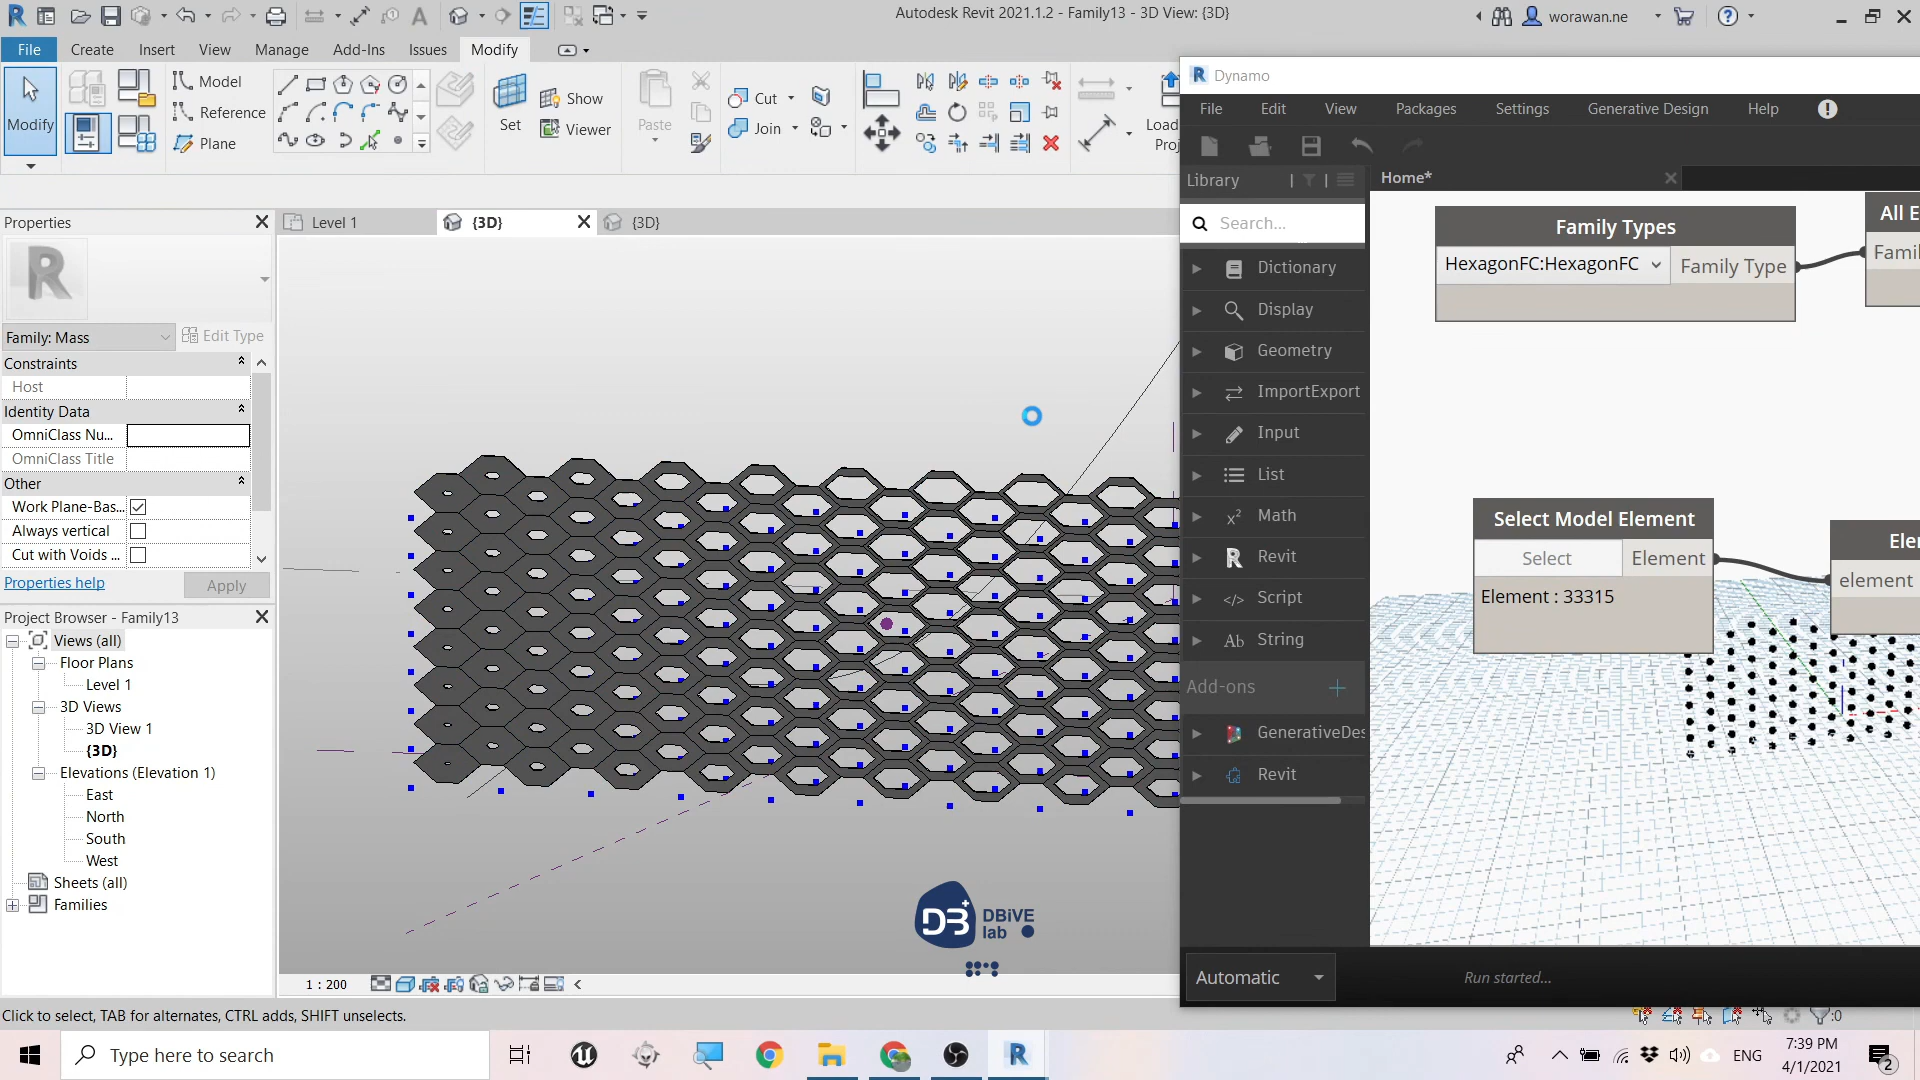 Autodesk Revit 2021.1.2 - Family13 - 3D View: {3D}
worawan.ne
File
Create
Insert
View
Manage
Add-Ins
Issues
Modify
Modify
Model
Reference
Plane
Set
Show
Viewer
Paste
Cut
Join
Load
Proj
Properties
Family: Mass
Edit Type
Constraints
Host
Identity Data
OmniClass Nu...
OmniClass Title
Other
Work Plane-Bas...
Always vertical
Cut with Voids ...
Properties help
Apply
Project Browser - Family13
Views (all)
Floor Plans
Level 1
3D Views
3D View 1
{3D}
Elevations (Elevation 1)
East
North
South
West
Sheets (all)
Families
Level 1
{3D}
{3D}
DBiVE
lab
1 : 200
Dynamo
File
Edit
View
Packages
Settings
Generative Design
Help
Library
Home*
Search...
Dictionary
Display
Geometry
ImportExport
Input
List
Math
Revit
Script
String
Add-ons
GenerativeDes
Revit
Family Types
HexagonFC:HexagonFC
Family Type
All E
Famil
Select Model Element
Select
Element
Element : 33315
Eler
element
Automatic
Run started...
Click to select, TAB for alternates, CTRL adds, SHIFT unselects.
:0
Type here to search
ENG
7:39 PM
4/1/2021
2